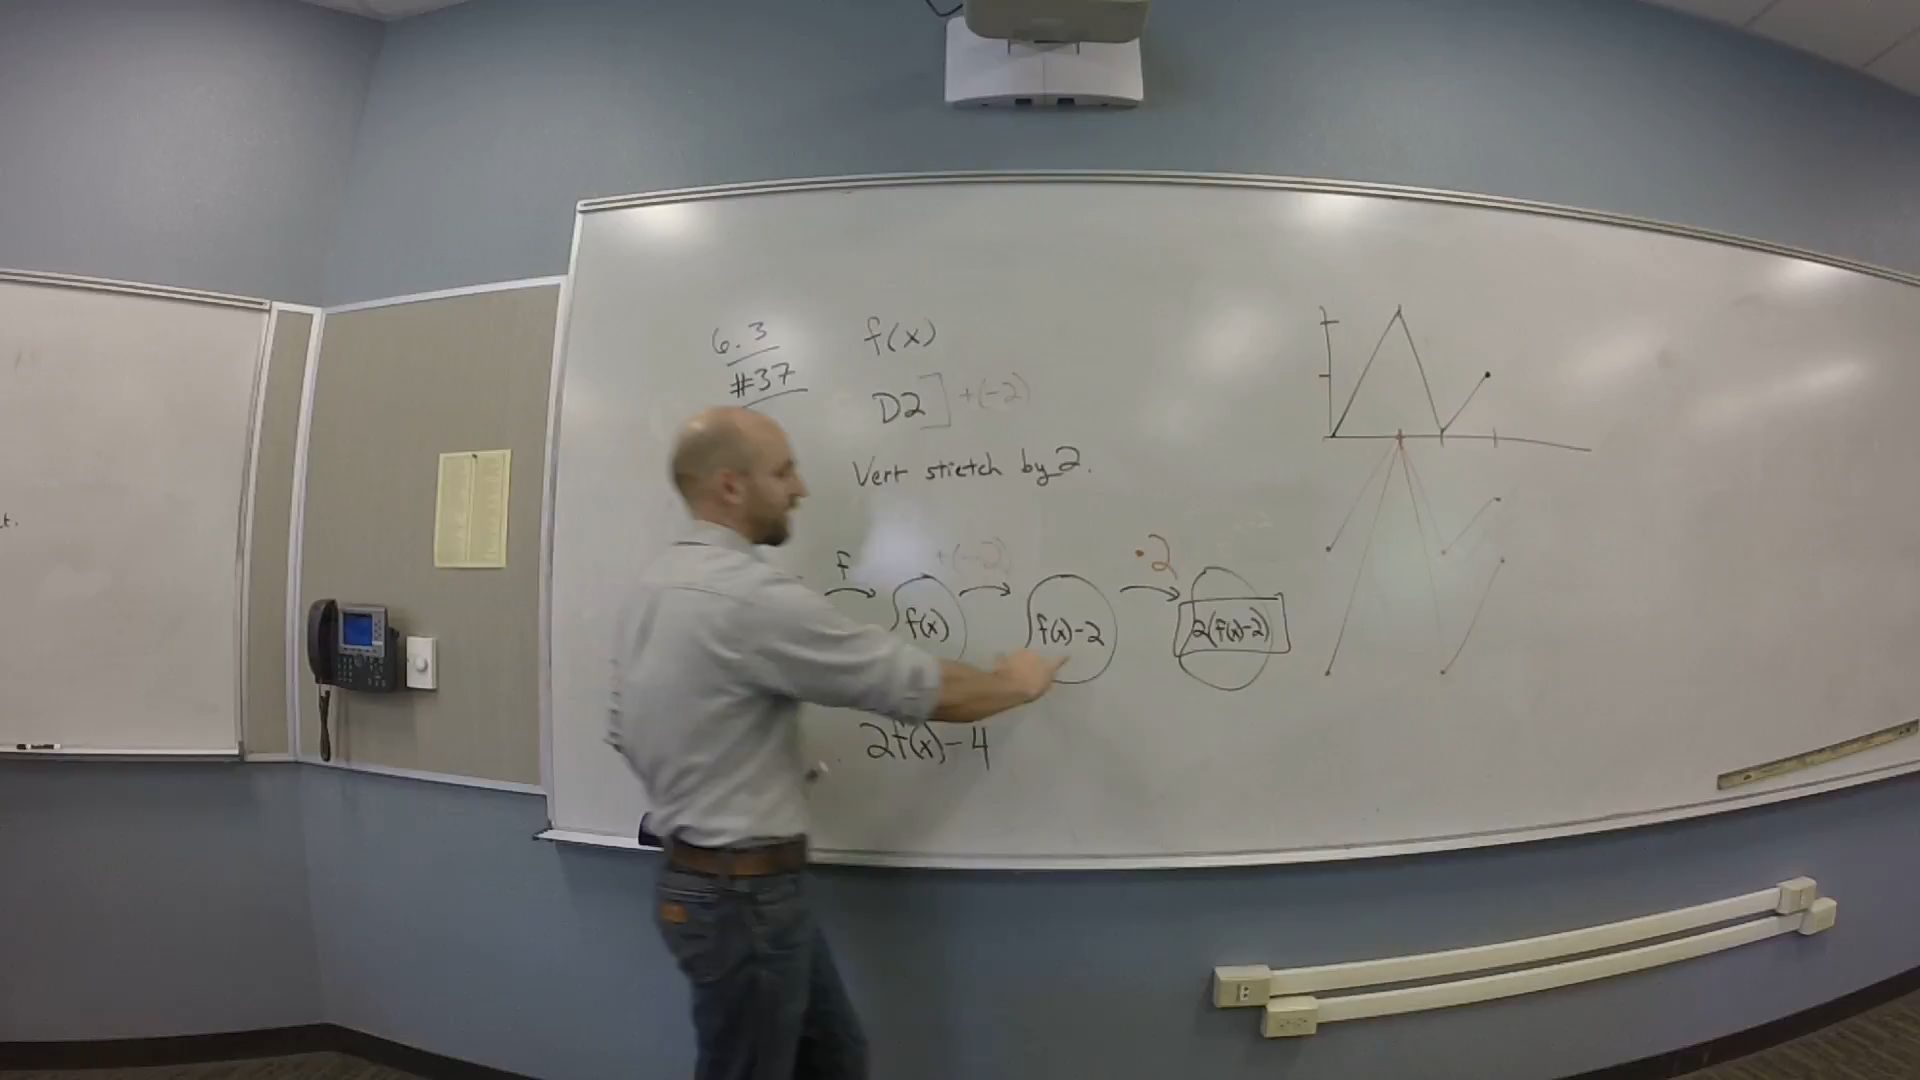 6.3
#37
f(x)
D2] +(-2)
Vert stretch by 2.
f
+(-2)
•2
f(x)
f(x)-2
2(f(x)-2)
2f(x)-4
t.